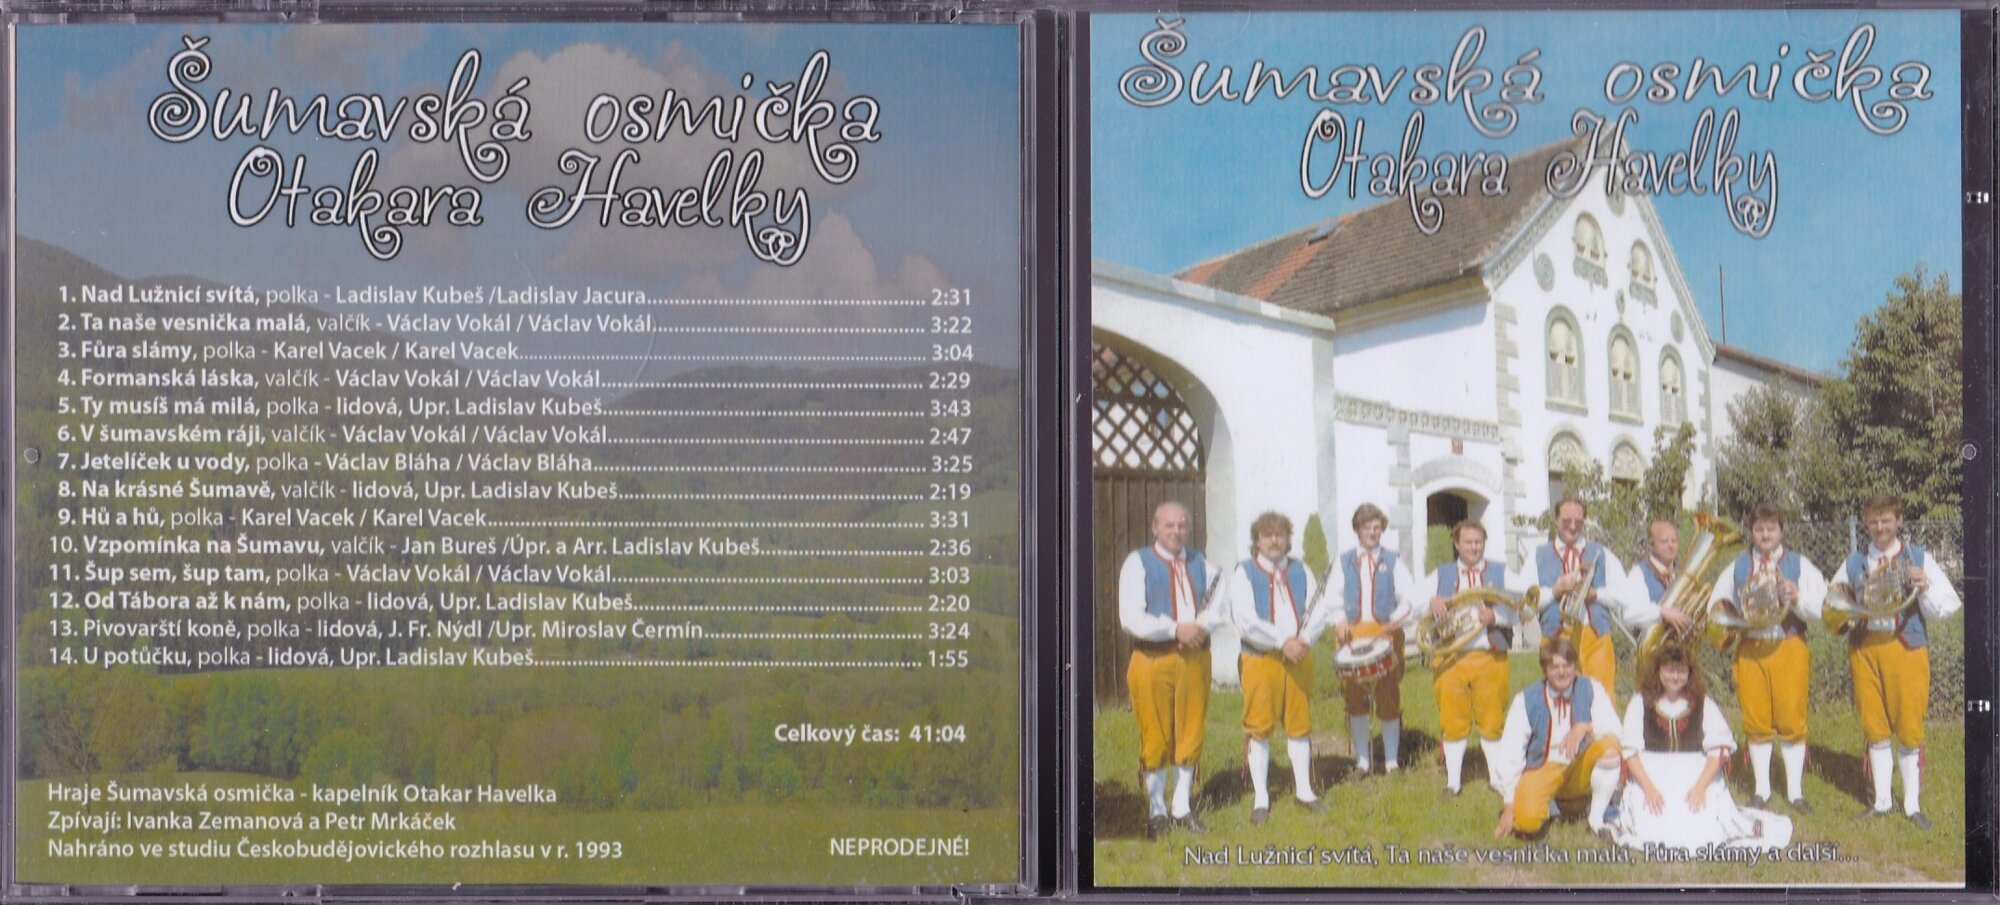 Šumavská osmička
Otakara Havelky
1. Nad Lužnicí svítá, polka - Ladislav Kubeš /Ladislav Jacura.......... 2:31
2. Ta naše vesnička malá, valčík - Václav Vokál / Václav Vokál.......... 3:22
3. Fůra slámy, polka - Karel Vacek / Karel Vacek.......... 3:04
4. Formanská láska, valčík - Václav Vokál / Václav Vokál.......... 2:29
5. Ty musíš má milá, polka - lidová, Upr. Ladislav Kubeš.......... 3:43
6. V šumavském ráji, valčík - Václav Vokál / Václav Vokál.......... 2:47
7. Jetelíček u vody, polka - Václav Bláha / Václav Bláha.......... 3:25
8. Na krásné Šumavě, valčík - lidová, Upr. Ladislav Kubeš.......... 2:19
9. Hů a hů, polka - Karel Vacek / Karel Vacek.......... 3:31
10. Vzpomínka na Šumavu, valčík - Jan Bureš /Úpr. a Arr. Ladislav Kubeš.......... 2:36
11. Šup sem, šup tam, polka - Václav Vokál / Václav Vokál.......... 3:03
12. Od Tábora až k nám, polka - lidová, Upr. Ladislav Kubeš.......... 2:20
13. Pivovarští koně, polka - lidová, J. Fr. Nýdl /Upr. Miroslav Čermín.......... 3:24
14. U potůčku, polka - lidová, Upr. Ladislav Kubeš.......... 1:55
Celkový čas: 41:04
Hraje Šumavská osmička - kapelník Otakar Havelka
Zpívají: Ivanka Zemanová a Petr Mrkáček
Nahráno ve studiu Českobudějovického rozhlasu v r. 1993
NEPRODEJNÉ!
Šumavská osmička
Otakara Havelky
Nad Lužnicí svítá, Ta naše vesnička malá, Fůra slámy a další...